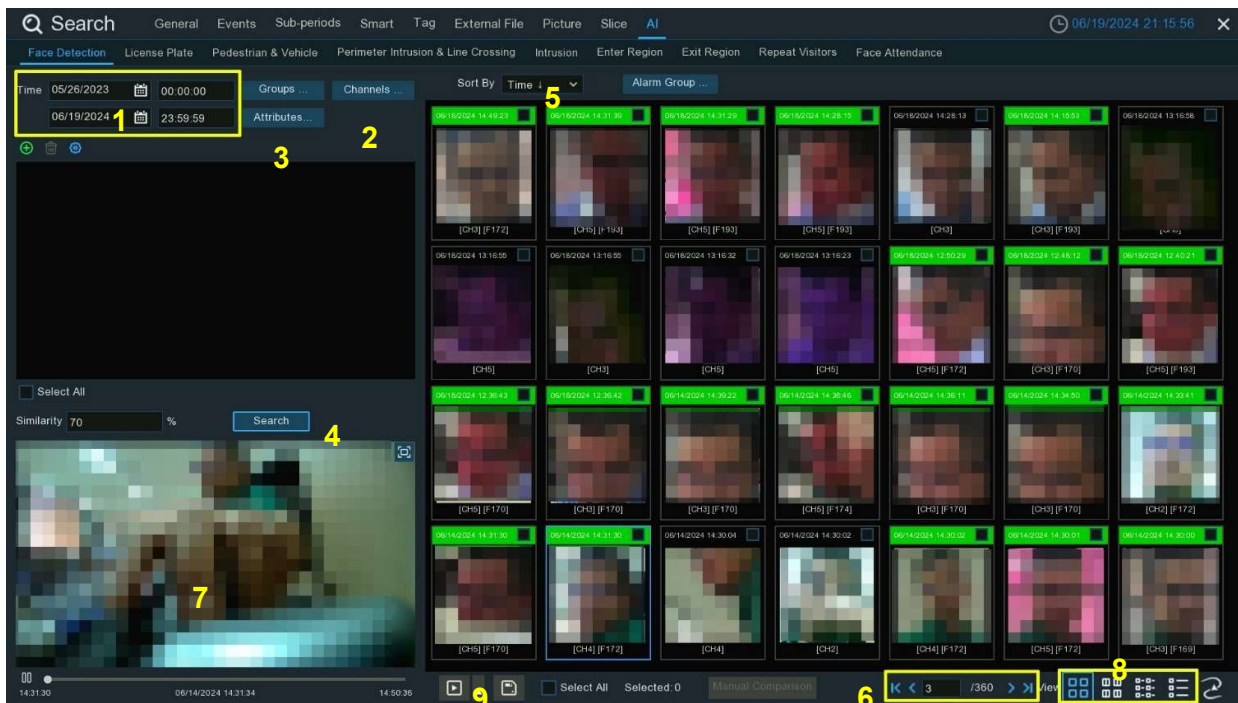 Search General Events Sub-periods Smart Tag External File Picture Slice AI 06/19/2024 21:15:56
Face Detection License Plate Pedestrian & Vehicle Perimeter Intrusion & Line Crossing Intrusion Enter Region Exit Region Repeat Visitors Face Attendance
Time 05/26/2023 00:00:00 Groups ... Channels ...
06/19/2024 23:59:59 Attributes...
1
2
3
Sort By Time ↓ Alarm Group ...
5
06/18/2024 14:49:23 06/18/2024 14:31:39 06/18/2024 14:31:29 06/18/2024 14:28:15 06/18/2024 14:28:13 06/18/2024 14:15:53 06/18/2024 13:16:58
[CH3] [F172] [CH5] [F193] [CH5] [F193] [CH5] [F193] [CH3] [CH3] [F193]
06/18/2024 13:16:55 06/18/2024 13:16:55 06/18/2024 13:16:32 06/18/2024 13:16:23 06/18/2024 12:50:29 06/18/2024 12:48:12 06/18/2024 12:40:21
[CH5] [CH3] [CH5] [CH5] [CH5] [F172] [CH3] [F170] [CH5] [F193]
Select All
Similarity 70 % Search
4
06/18/2024 12:36:43 06/18/2024 12:36:42 06/14/2024 14:39:22 06/14/2024 14:38:46 06/14/2024 14:36:11 06/14/2024 14:34:50 06/14/2024 14:33:41
[CH5] [F170] [CH3] [F170] [CH3] [F170] [CH5] [F174] [CH3] [F170] [CH3] [F170] [CH2] [F172]
06/14/2024 14:31:30 06/14/2024 14:31:30 06/14/2024 14:30:04 06/14/2024 14:30:02 06/14/2024 14:30:02 06/14/2024 14:30:01 06/14/2024 14:30:00
[CH5] [F170] [CH4] [F172] [CH4] [CH2] [CH4] [F172] [CH5] [F172] [CH3] [F169]
7
14:31:30 06/14/2024 14:31:34 14:50:36
9
Select All Selected: 0 Manual Comparison
6
3 /360 View
8